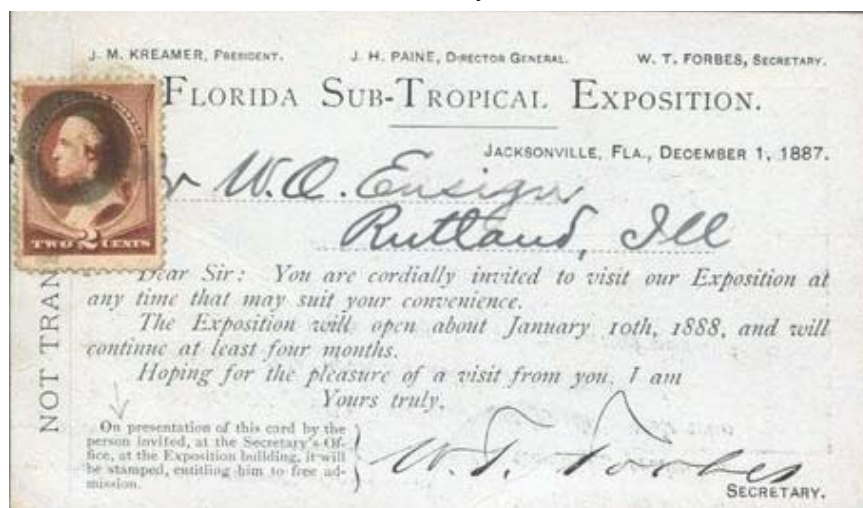 J. M. KREAMER, PRESIDENT. J. H. PAINE, DIRECTOR GENERAL. W. T. FORBES, SECRETARY.
FLORIDA SUB-TROPICAL EXPOSITION.
JACKSONVILLE, FLA., DECEMBER 1, 1887.
W. O. Ensign
Rutland, Ill
TWO 2 CENTS
Dear Sir: You are cordially invited to visit our Exposition at
any time that may suit your convenience.
The Exposition will open about January 10th, 1888, and will
continue at least four months.
Hoping for the pleasure of a visit from you, I am
Yours truly,
NOT TRAN
On presentation of this card by the
person invited, at the Secretary's Of-
fice, at the Exposition building, it will
be stamped, entitling him to free ad-
mission.
W. T. Forbes
SECRETARY.